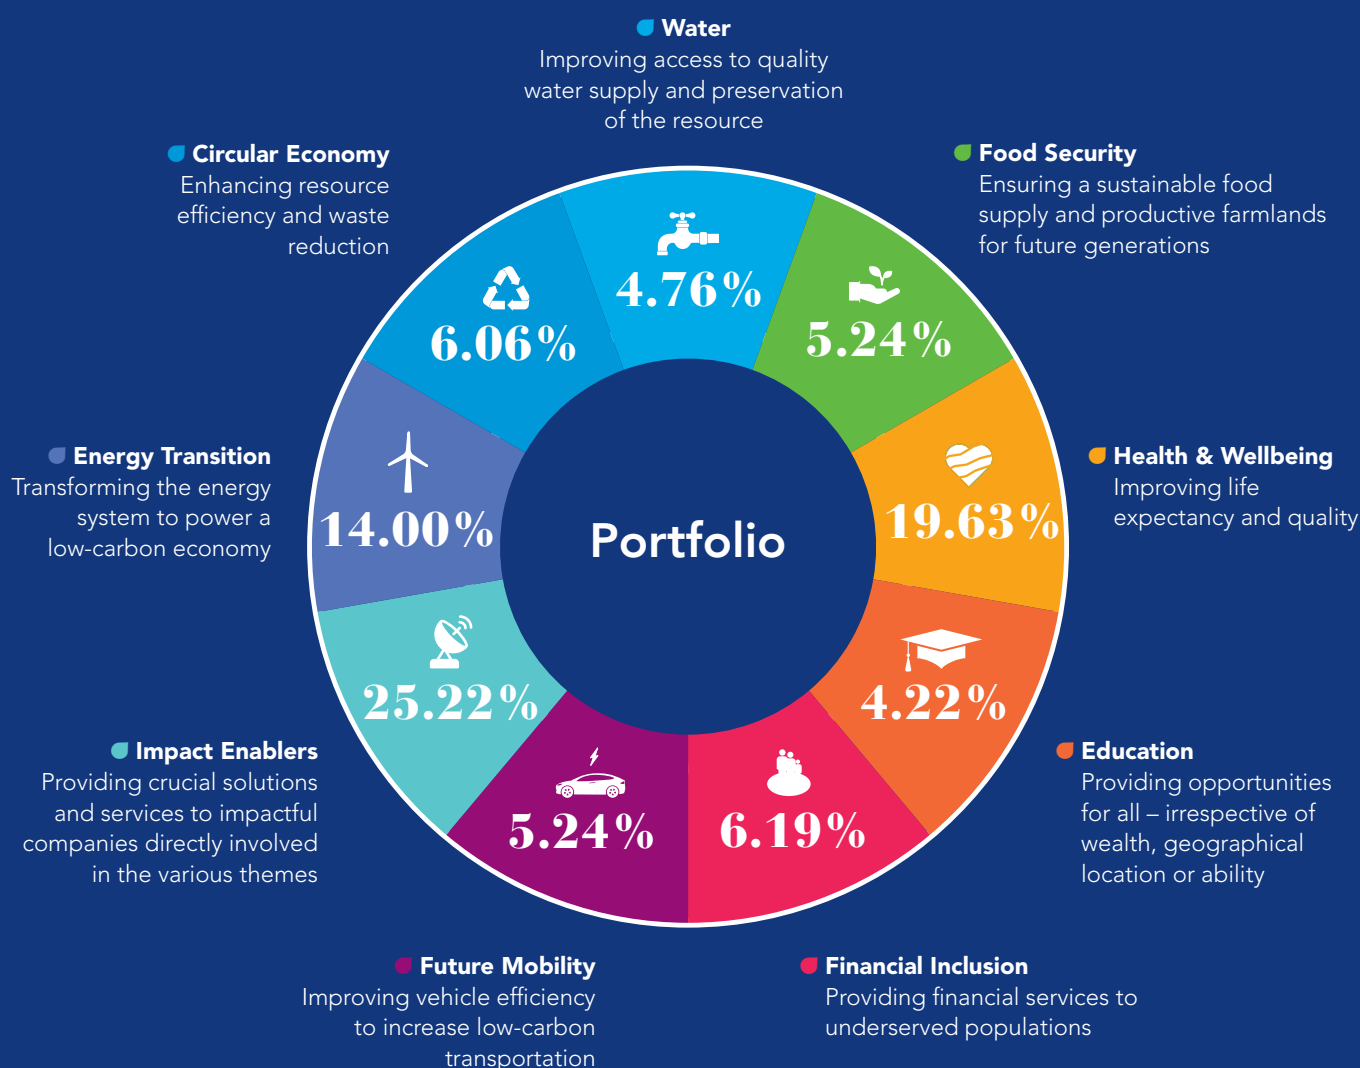 Water
Improving access to quality
water supply and preservation
of the resource
Circular Economy
Enhancing resource
efficiency and waste
reduction
Food Security
Ensuring a sustainable food
supply and productive farmlands
for future generations
4.76%
6.06%
5.24%
Energy Transition
Transforming the energy
system to power a
low-carbon economy
14.00%
Portfolio
19.63%
Health & Wellbeing
Improving life
expectancy and quality
25.22%
4.22%
Impact Enablers
Providing crucial solutions
and services to impactful
companies directly involved
in the various themes
5.24%
6.19%
Education
Providing opportunities
for all – irrespective of
wealth, geographical
location or ability
Future Mobility
Improving vehicle efficiency
to increase low-carbon
transportation
Financial Inclusion
Providing financial services to
underserved populations